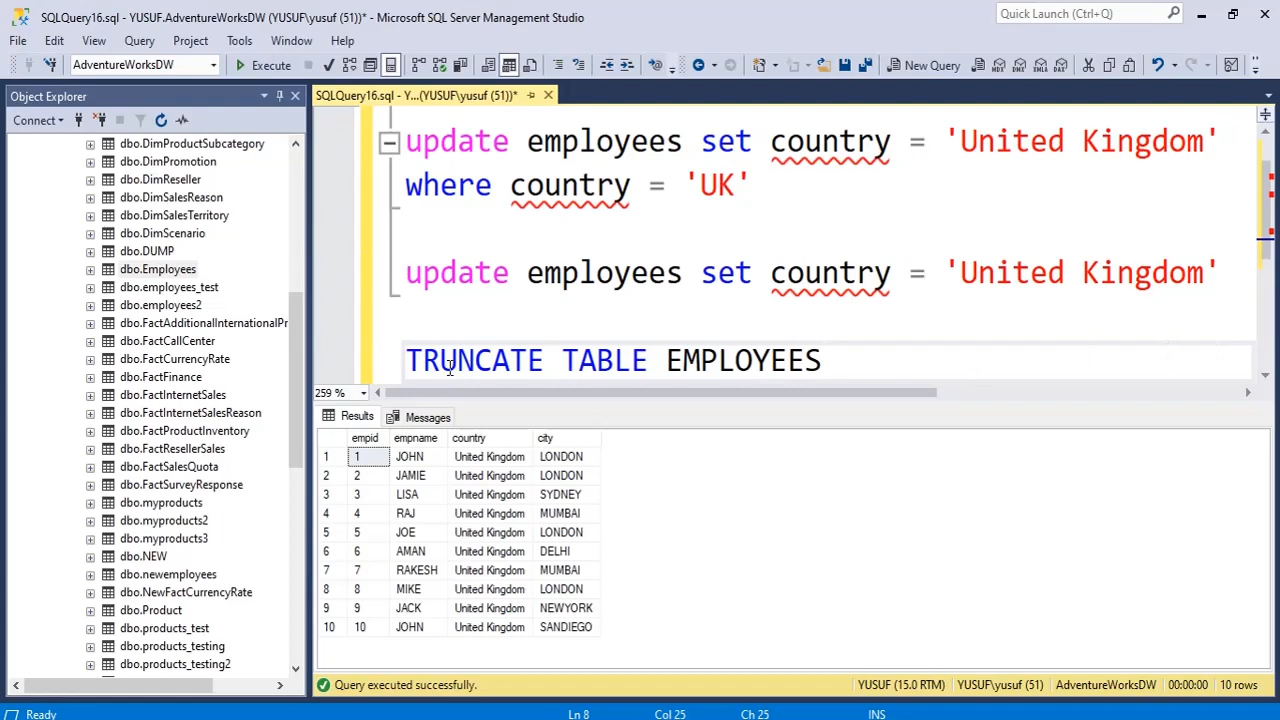 SQLQuery16.sql - YUSUF.AdventureWorksDW (YUSUF\yusuf (51))* - Microsoft SQL Server Management Studio
Quick Launch (Ctrl+Q)
File Edit View Query Project Tools Window Help
AdventureWorksDW Execute New Query MDX DMX XMLA DAX
Object Explorer
SQLQuery16.sql - Y...(YUSUF\yusuf (51))*
Connect
dbo.DimProductSubcategory
dbo.DimPromotion
dbo.DimReseller
dbo.DimSalesReason
dbo.DimSalesTerritory
dbo.DimScenario
dbo.DUMP
dbo.Employees
dbo.employees_test
dbo.employees2
dbo.FactAdditionalInternationalPr
dbo.FactCallCenter
dbo.FactCurrencyRate
dbo.FactFinance
dbo.FactInternetSales
dbo.FactInternetSalesReason
dbo.FactProductInventory
dbo.FactResellerSales
dbo.FactSalesQuota
dbo.FactSurveyResponse
dbo.myproducts
dbo.myproducts2
dbo.myproducts3
dbo.NEW
dbo.newemployees
dbo.NewFactCurrencyRate
dbo.Product
dbo.products_test
dbo.products_testing
dbo.products_testing2
update employees set country = 'United Kingdom'
where country = 'UK'
update employees set country = 'United Kingdom'
TRUNCATE TABLE EMPLOYEES
259 %
Results Messages
empid empname country city
1 1 JOHN United Kingdom LONDON
2 2 JAMIE United Kingdom LONDON
3 3 LISA United Kingdom SYDNEY
4 4 RAJ United Kingdom MUMBAI
5 5 JOE United Kingdom LONDON
6 6 AMAN United Kingdom DELHI
7 7 RAKESH United Kingdom MUMBAI
8 8 MIKE United Kingdom LONDON
9 9 JACK United Kingdom NEWYORK
10 10 JOHN United Kingdom SANDIEGO
Query executed successfully. YUSUF (15.0 RTM) YUSUF\yusuf (51) AdventureWorksDW 00:00:00 10 rows
Ready Ln 8 Col 25 Ch 25 INS